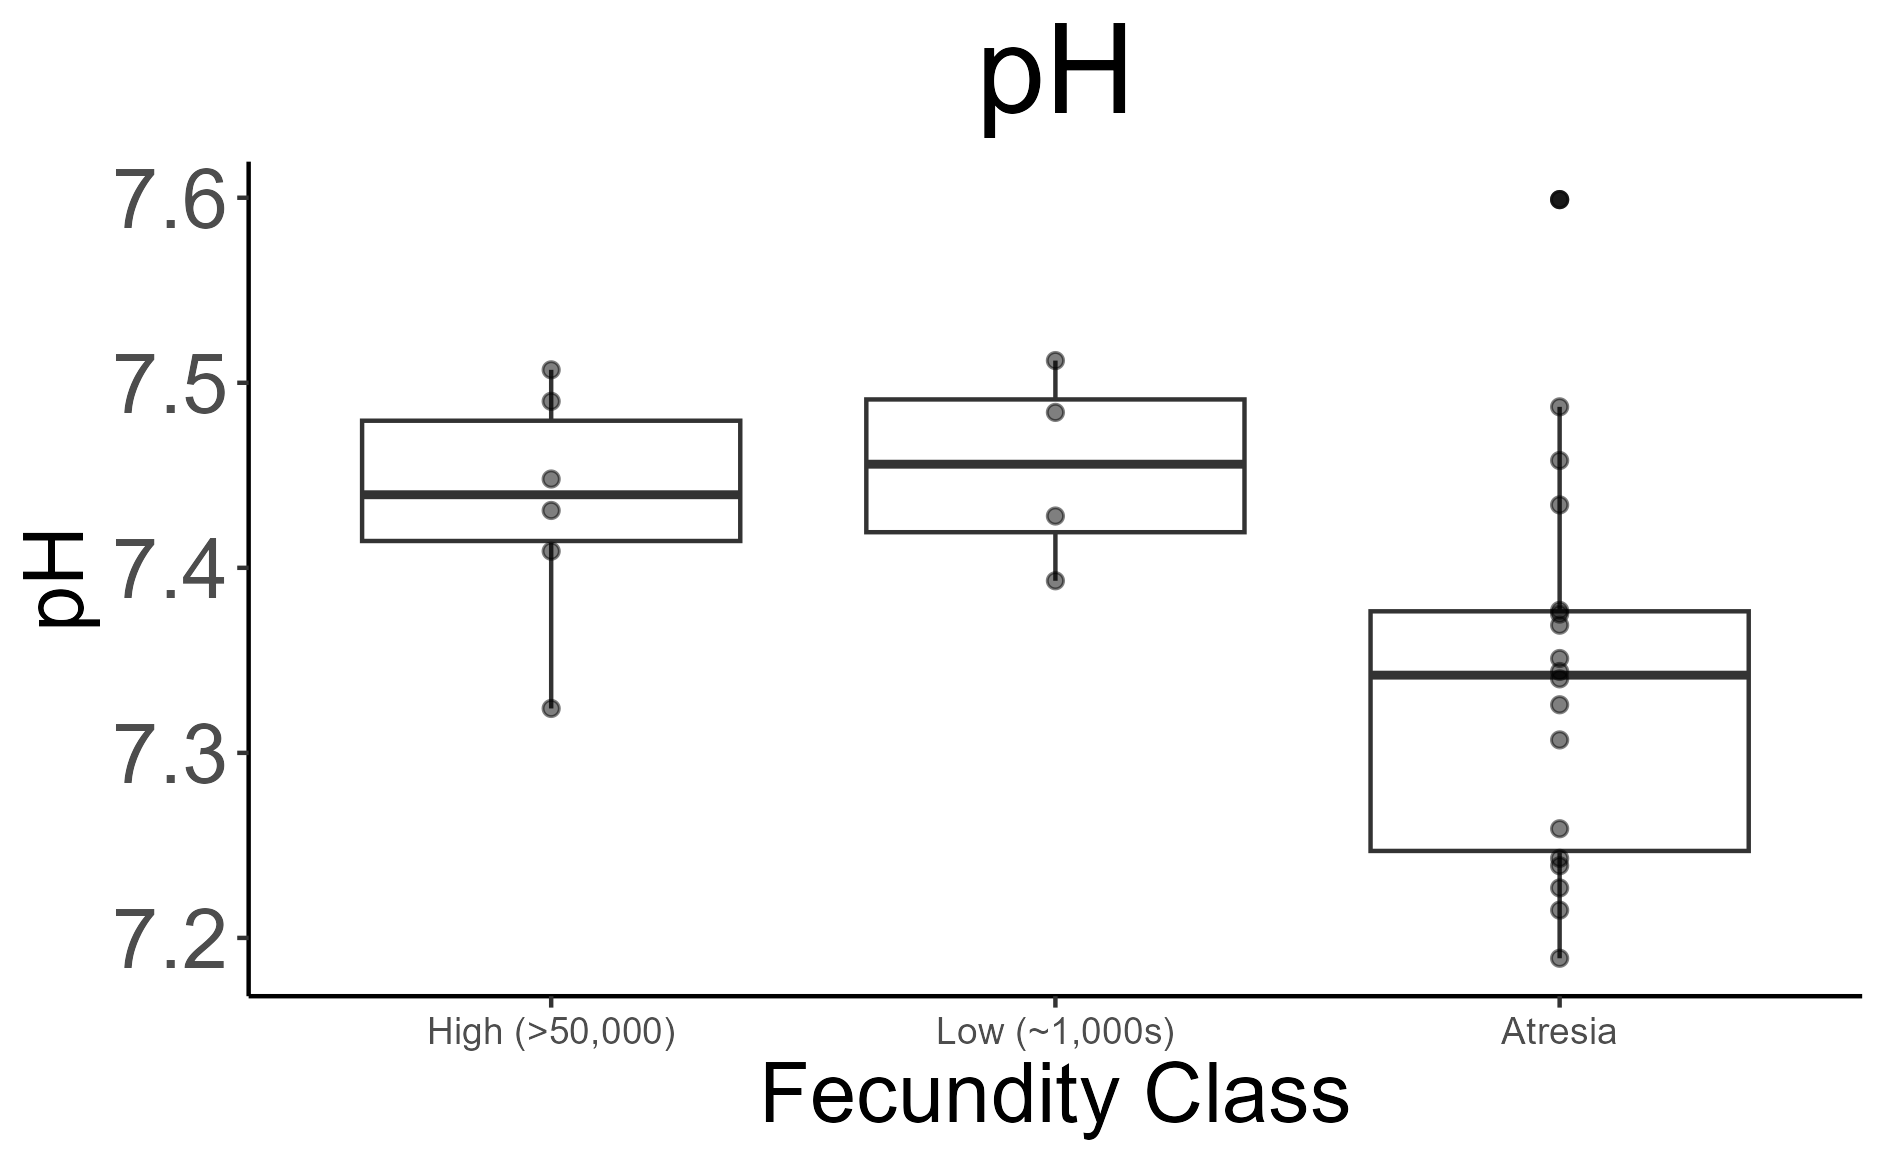 pH
7.6
7.5
7.4
7.3
7.2
pH
High (>50,000) Low (~1,000s) Atresia
Fecundity Class